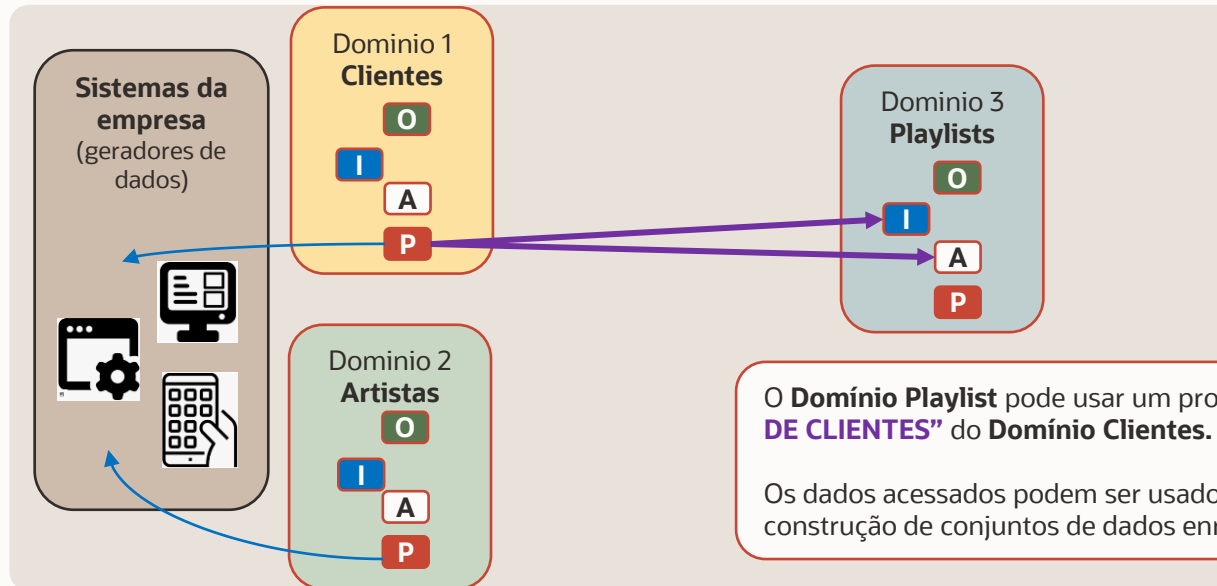 Sistemas da
empresa
(geradores de
dados)
Dominio 1
Clientes
O
I
A
P
Dominio 2
Artistas
O
I
A
P
Dominio 3
Playlists
O
I
A
P
O Domínio Playlist pode usar um pro
DE CLIENTES” do Domínio Clientes.
Os dados acessados podem ser usado
construção de conjuntos de dados enr